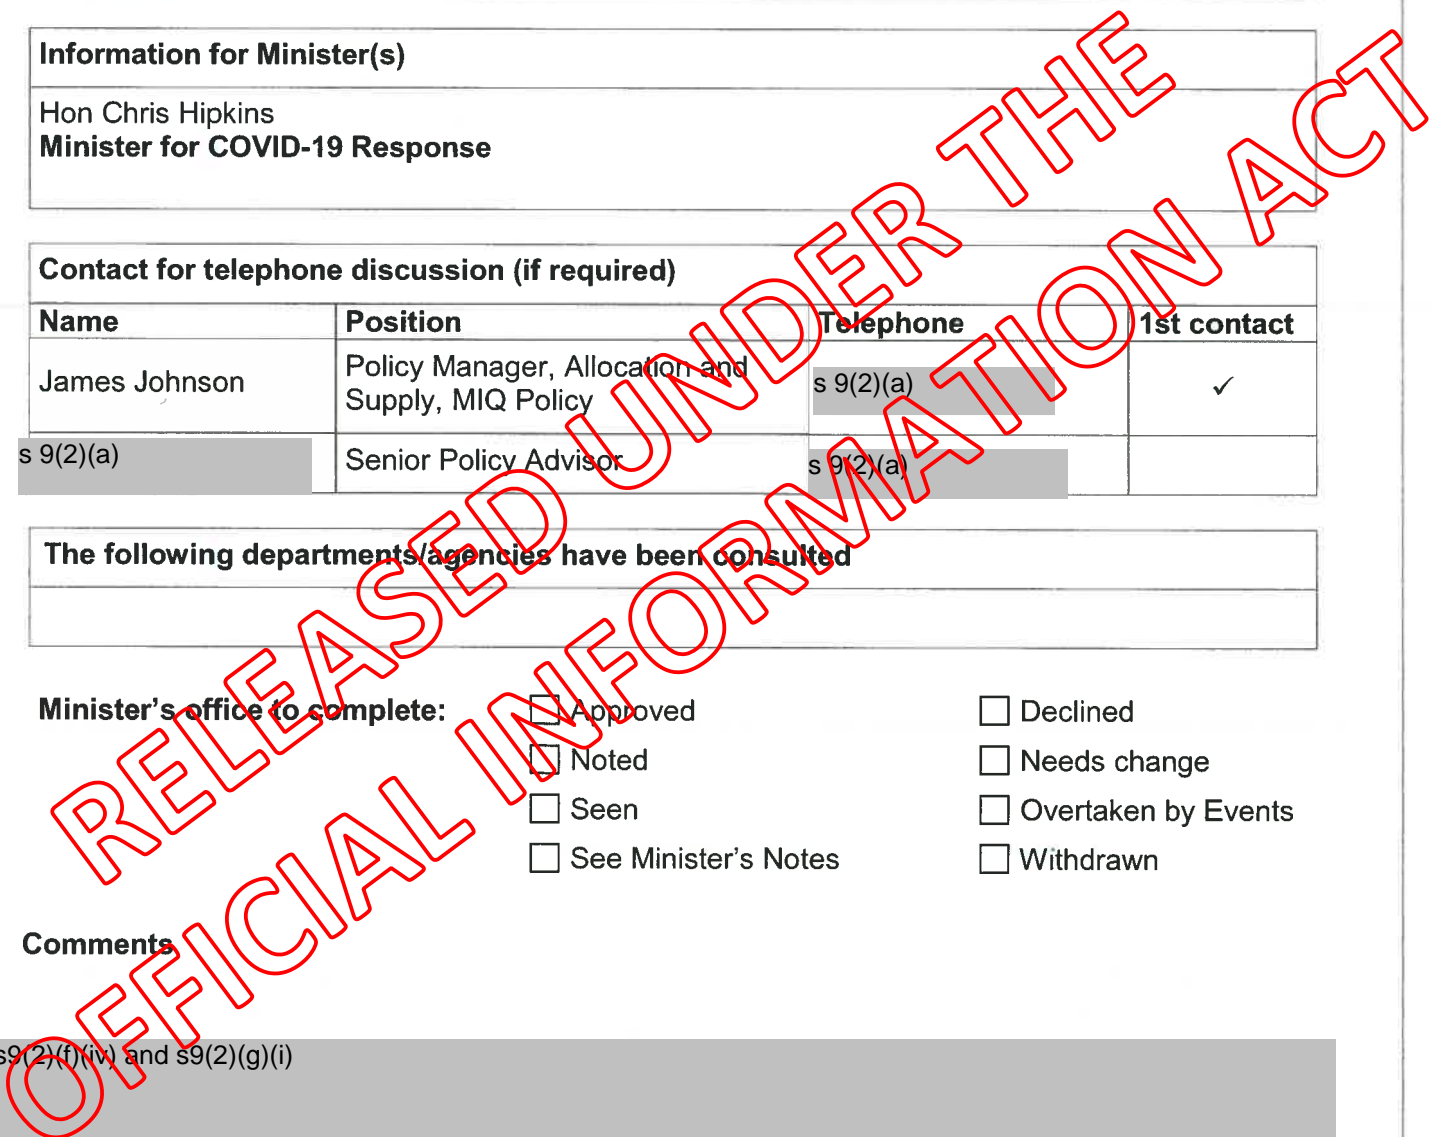 Information for Minister(s)
Hon Chris Hipkins
Minister for COVID-19 Response
Contact for telephone discussion (if required)
Name Position Telephone 1st contact
James Johnson Policy Manager, Allocation and
Supply, MIQ Policy s 9(2)(a) ✓
s 9(2)(a) Senior Policy Advisor s 9(2)(a)
The following departments/agencies have been consulted
Minister's office to complete: Approved Declined
Noted Needs change
Seen Overtaken by Events
See Minister's Notes Withdrawn
Comments
s9(2)(f)(iv) and s9(2)(g)(i)
RELEASED UNDER THE
OFFICIAL INFORMATION ACT